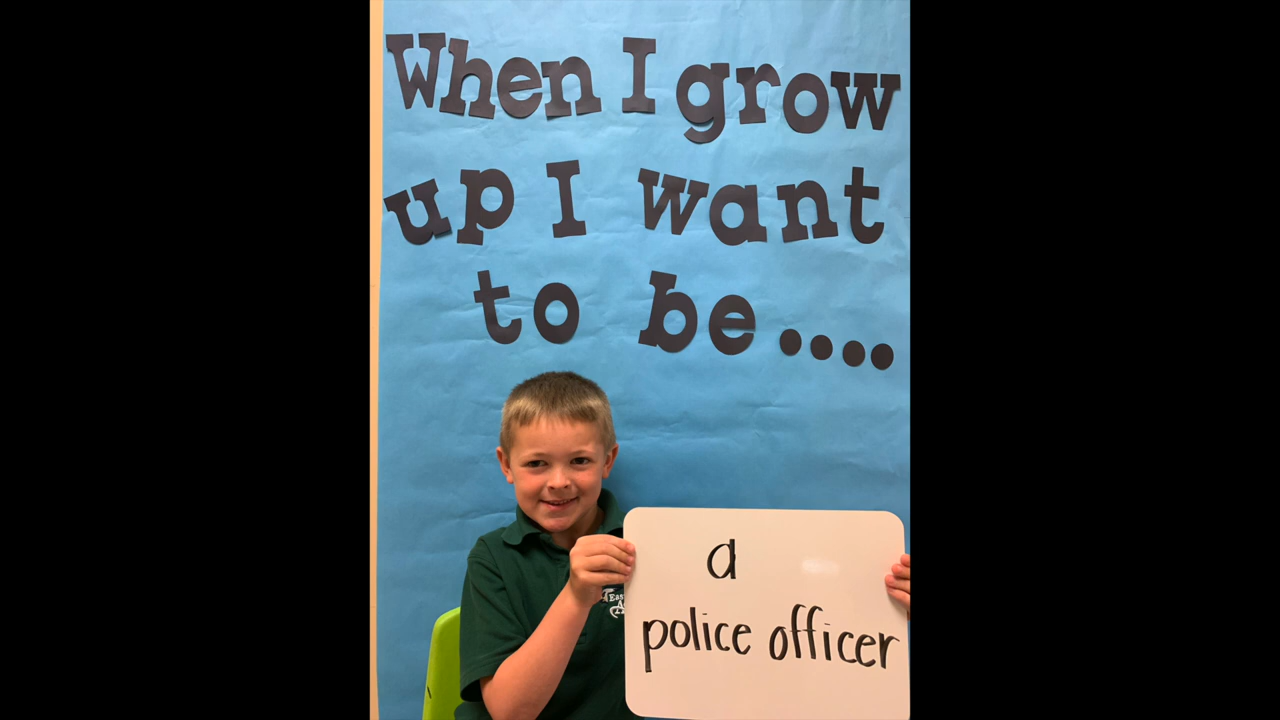 When I grow
up I want
to be....
a
police officer